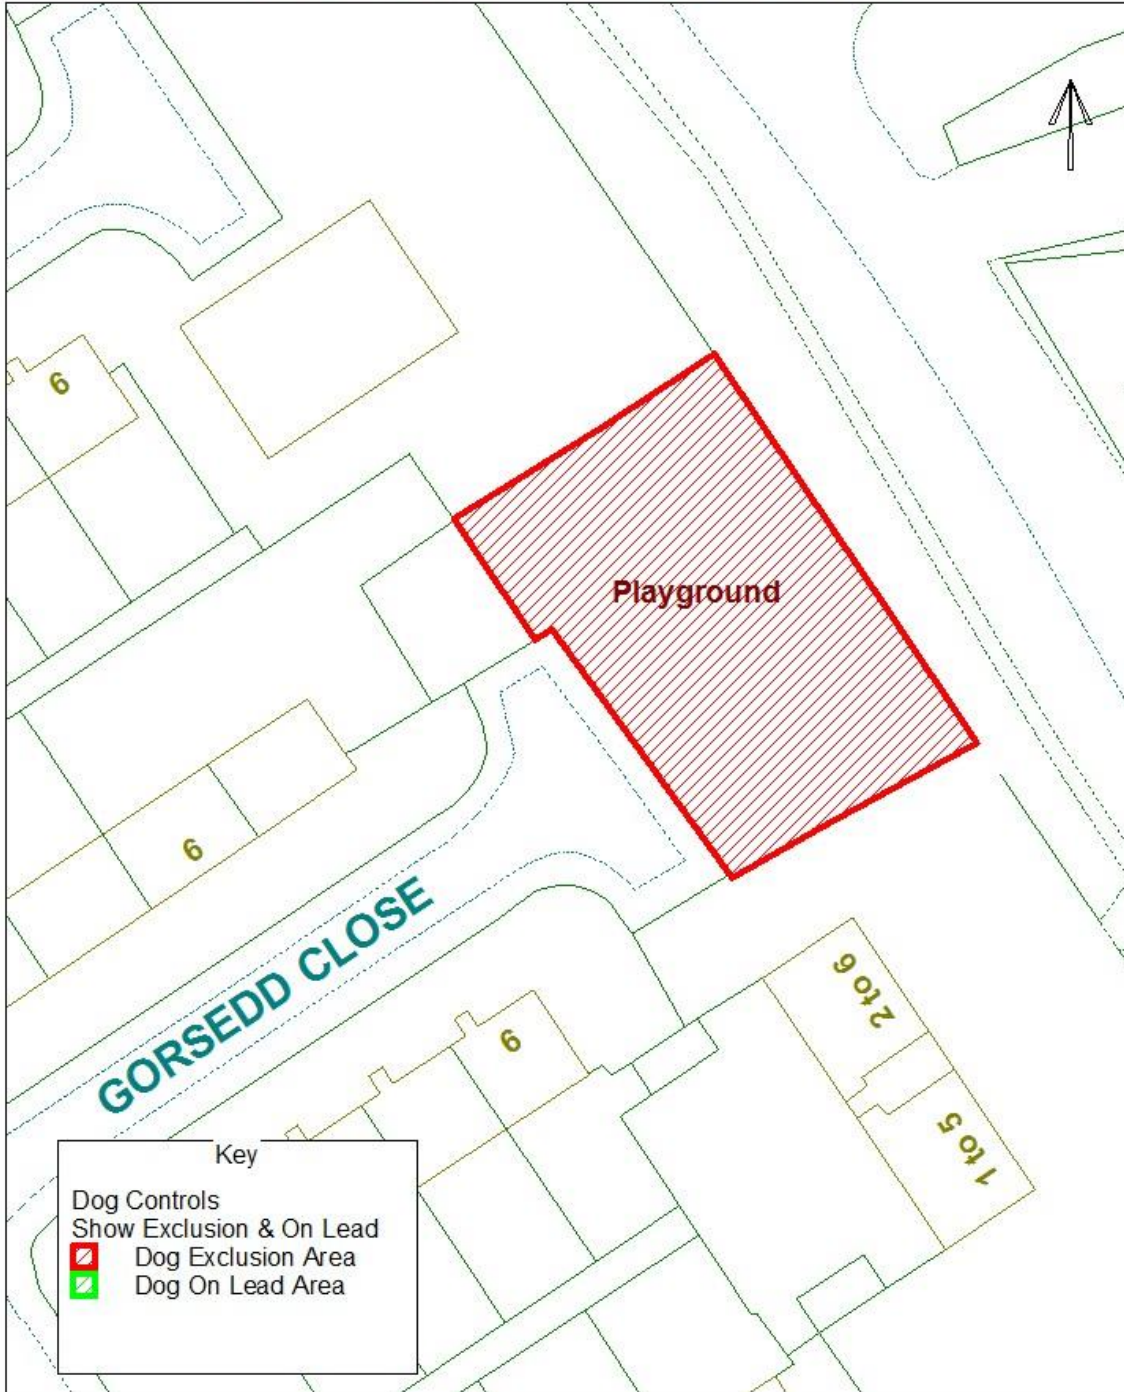 6
Playground
6
GORSEDD CLOSE
2 to 6
6
1 to 5
Key
Dog Controls
Show Exclusion & On Lead
Dog Exclusion Area
Dog On Lead Area